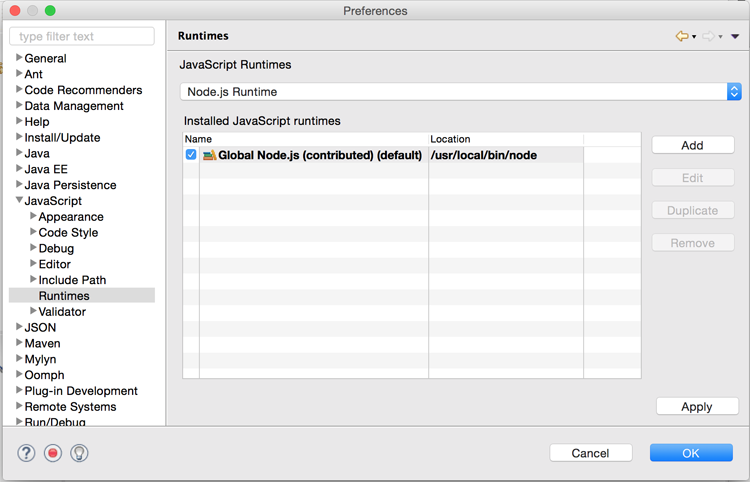 Preferences
type filter text
General
Ant
Code Recommenders
Data Management
Help
Install/Update
Java
Java EE
Java Persistence
JavaScript
Appearance
Code Style
Debug
Editor
Include Path
Runtimes
Validator
JSON
Maven
Mylyn
Oomph
Plug-in Development
Remote Systems
Run/Debug
Runtimes
JavaScript Runtimes
Node.js Runtime
Installed JavaScript runtimes
Name Location
Global Node.js (contributed) (default) /usr/local/bin/node
Add
Edit
Duplicate
Remove
Apply
?
Cancel
OK